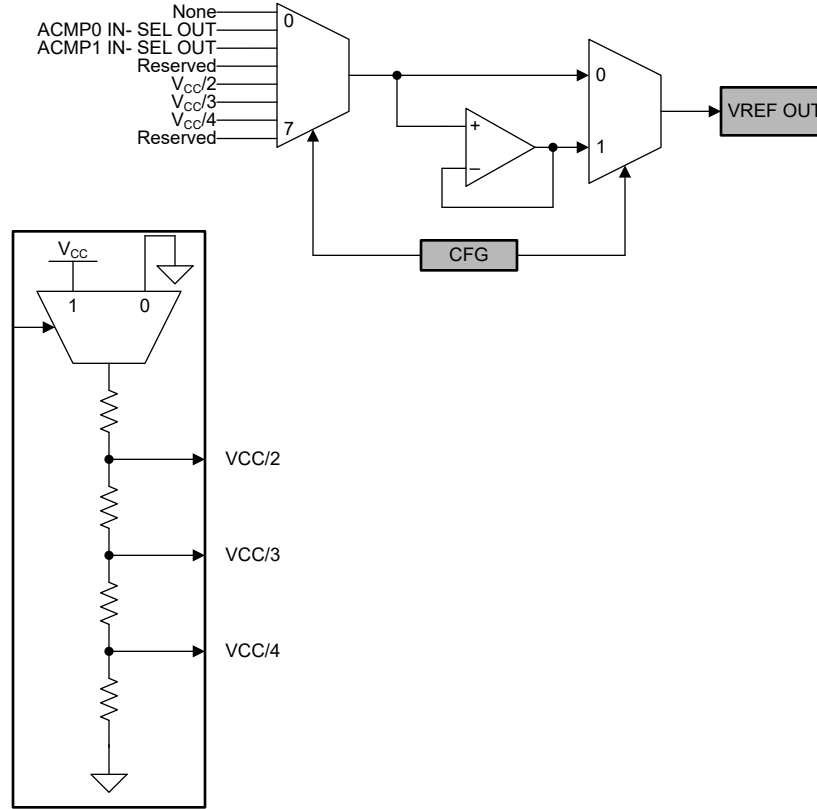 None
0
ACMP0 IN- SEL OUT
ACMP1 IN- SEL OUT
Reserved
VCC/2
VCC/3
VCC/4
7
Reserved
0
+
−
1
VREF OUT
CFG
VCC
1
0
VCC/2
VCC/3
VCC/4